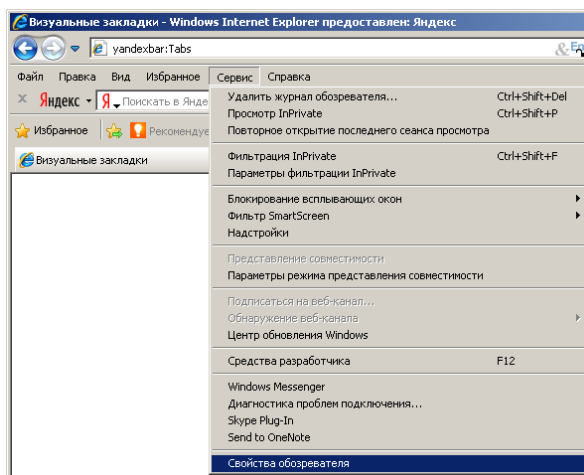 Визуальные закладки - Windows Internet Explorer предоставлен: Яндекс
yandexbar:Tabs
Файл Правка Вид Избранное Сервис Справка
Яндекс Я Поискать в Янде
Избранное Рекомендуе
Визуальные закладки
Удалить журнал обозревателя... Ctrl+Shift+Del
Просмотр InPrivate Ctrl+Shift+P
Повторное открытие последнего сеанса просмотра
Фильтрация InPrivate Ctrl+Shift+F
Параметры фильтрации InPrivate
Блокирование всплывающих окон
Фильтр SmartScreen
Надстройки
Представление совместимости
Параметры режима представления совместимости
Подписаться на веб-канал...
Обнаружение веб-канала
Центр обновления Windows
Средства разработчика F12
Windows Messenger
Диагностика проблем подключения...
Skype Plug-In
Send to OneNote
Свойства обозревателя